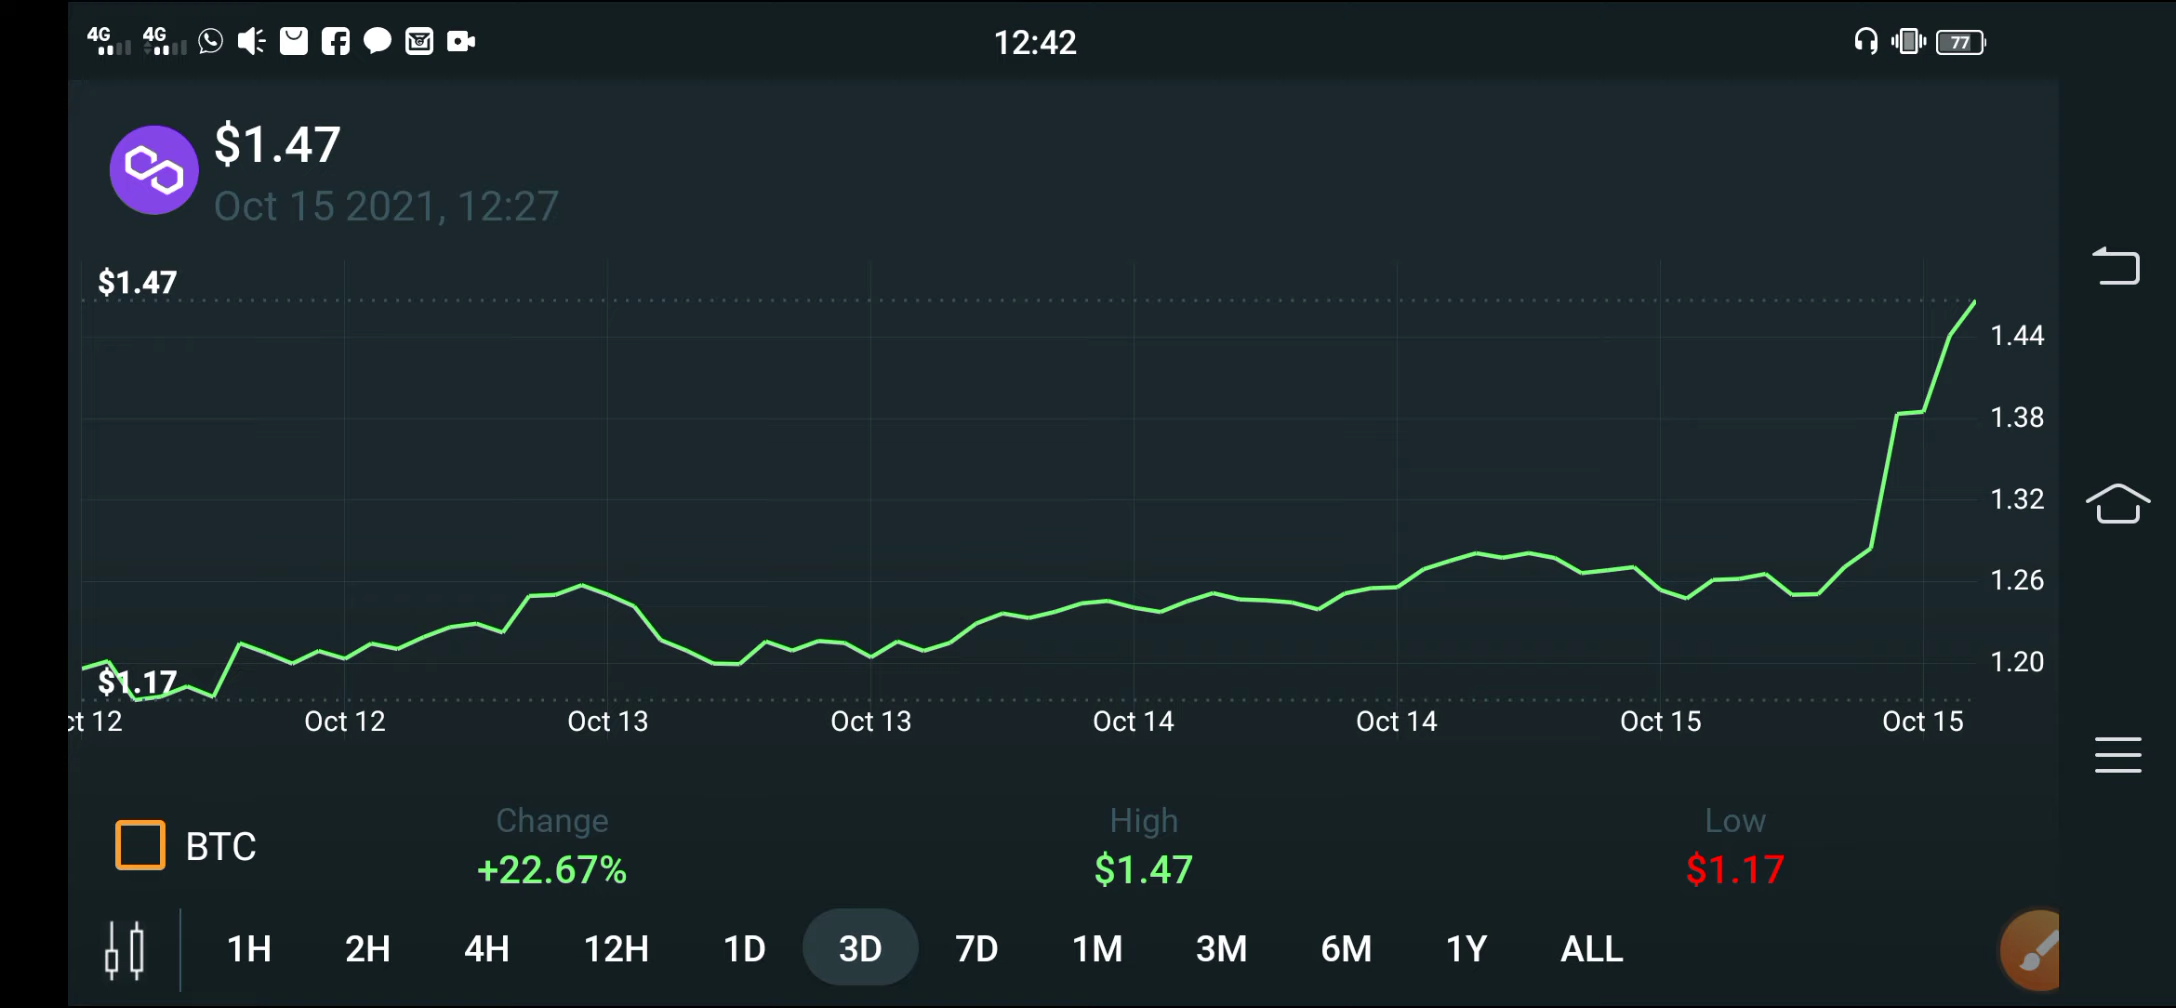 4G 4G 12:42 77
$1.47
Oct 15 2021, 12:27
$1.47
1.44
1.38
1.32
1.26
1.20
$1.17
ct 12 Oct 12 Oct 13 Oct 13 Oct 14 Oct 14 Oct 15 Oct 15
BTC
Change High Low
+22.67% $1.47 $1.17
1H 2H 4H 12H 1D 3D 7D 1M 3M 6M 1Y ALL